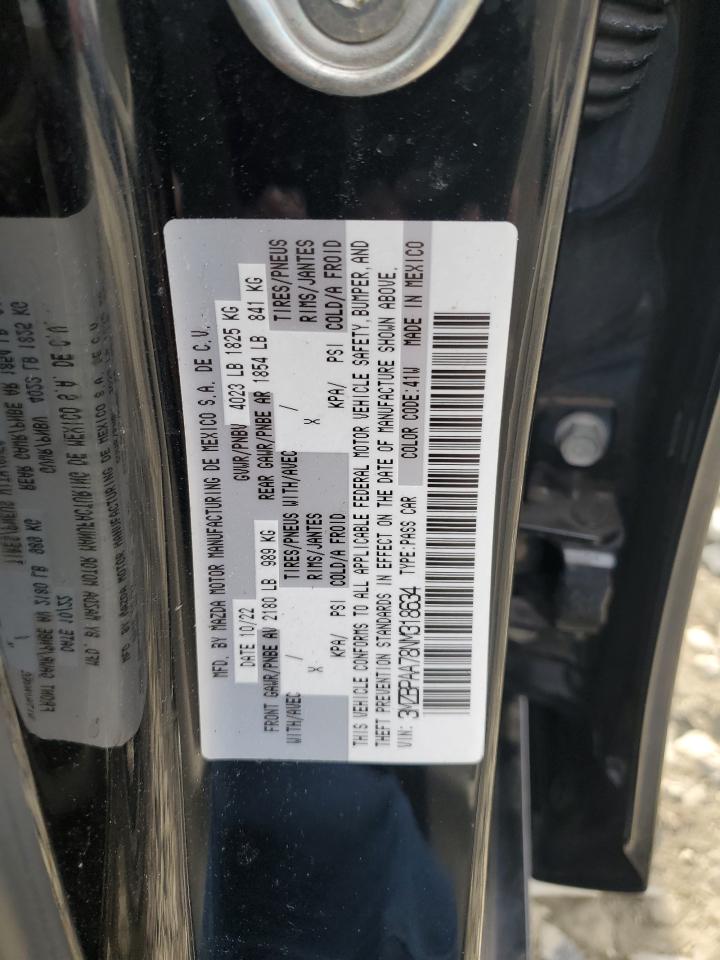 MFD. BY MAZDA MOTOR MANUFACTURING DE MEXICO S.A. DE C.V.
DATE 10/22 GVWR/PNBV 4023 LB 1825 KG
FRONT GAWR/PNBE AV 2180 LB 989 KG REAR GAWR/PNBE AR 1854 LB 841 KG
WITH/AVEC / TIRES/PNEUS WITH/AVEC / TIRES/PNEUS
X RIMS/JANTES X RIMS/JANTES
KPA/ PSI COLD/A FROID KPA/ PSI COLD/A FROID
THIS VEHICLE CONFORMS TO ALL APPLICABLE FEDERAL MOTOR VEHICLE SAFETY, BUMPER, AND
THEFT PREVENTION STANDARDS IN EFFECT ON THE DATE OF MANUFACTURE SHOWN ABOVE.
VIN: 3MZBPAA78NM318634 TYPE:PASS CAR COLOR CODE:41W MADE IN MEXICO